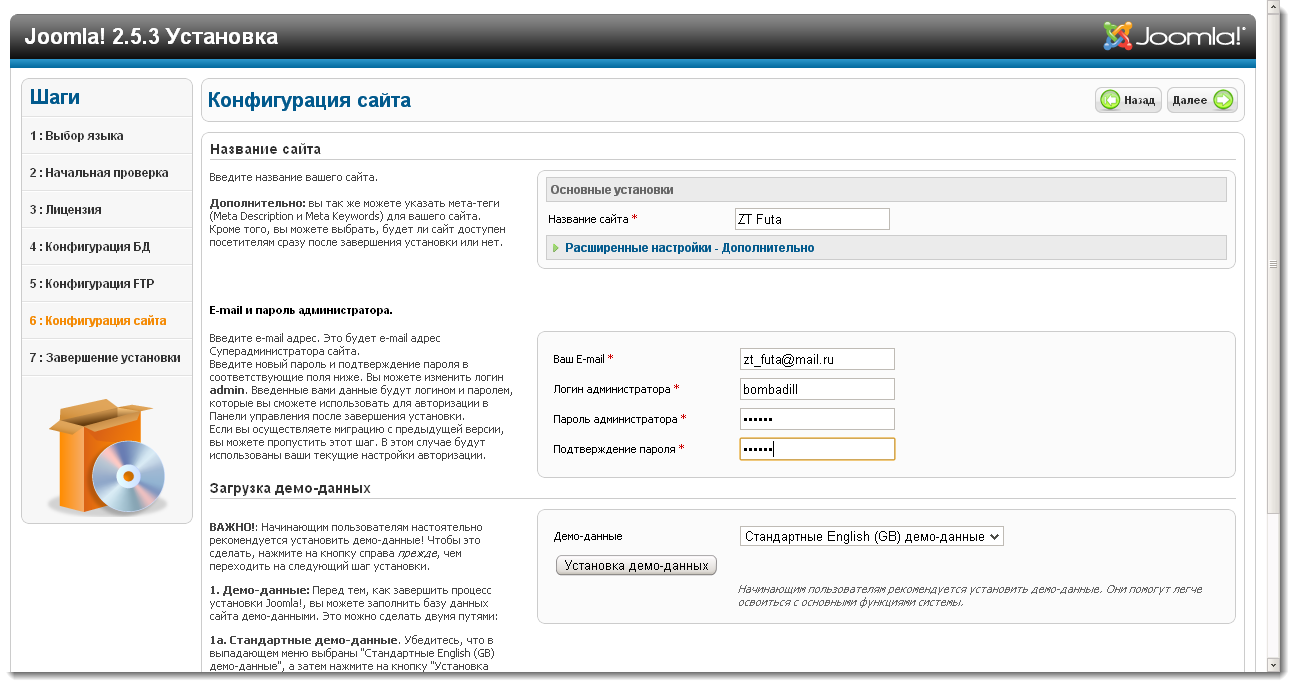 Joomla! 2.5.3 Установка
Joomla!
Шаги
1 : Выбор языка
2 : Начальная проверка
3 : Лицензия
4 : Конфигурация БД
5 : Конфигурация FTP
6 : Конфигурация сайта
7 : Завершение установки
Конфигурация сайта
Назад
Далее
Название сайта
Введите название вашего сайта.
Дополнительно: вы так же можете указать мета-теги
(Meta Description и Meta Keywords) для вашего сайта.
Кроме того, вы можете выбрать, будет ли сайт доступен
посетителям сразу после завершения установки или нет.
Основные установки
Название сайта *
ZT Futa
Расширенные настройки - Дополнительно
E-mail и пароль администратора.
Введите e-mail адрес. Это будет e-mail адрес
Суперадминистратора сайта.
Введите новый пароль и подтверждение пароля в
соответствующие поля ниже. Вы можете изменить логин
admin. Введенные вами данные будут логином и паролем,
которые вы сможете использовать для авторизации в
Панели управления после завершения установки.
Если вы осуществляете миграцию с предыдущей версии,
вы можете пропустить этот шаг. В этом случае будут
использованы ваши текущие настройки авторизации.
Ваш E-mail *
zt_futa@mail.ru
Логин администратора *
bombadill
Пароль администратора *
••••••
Подтверждение пароля *
••••••
Загрузка демо-данных
ВАЖНО!: Начинающим пользователям настоятельно
рекомендуется установить демо-данные! Чтобы это
сделать, нажмите на кнопку справа прежде, чем
переходить на следующий шаг установки.
1. Демо-данные: Перед тем, как завершить процесс
установки Joomla!, вы можете заполнить базу данных
сайта демо-данными. Это можно сделать двумя путями:
1а. Стандартные демо-данные. Убедитесь, что в
выпадающем меню выбраны "Стандартные English (GB)
демо-данные", а затем нажмите на кнопку "Установка
Демо-данные
Стандартные English (GB) демо-данные
Установка демо-данных
Начинающим пользователям рекомендуется установить демо-данные. Они помогут легче
освоиться с основными функциями системы.